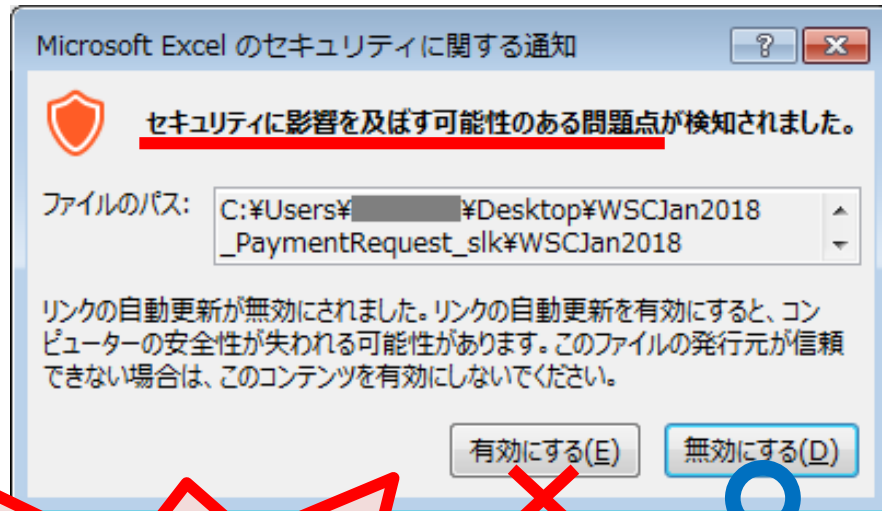 Microsoft Excel のセキュリティに関する通知
セキュリティに影響を及ぼす可能性のある問題点が検知されました。
ファイルのパス:
C:¥Users¥ ¥Desktop¥WSCJan2018
_PaymentRequest_slk¥WSCJan2018
リンクの自動更新が無効にされました。リンクの自動更新を有効にすると、コン
ピューターの安全性が失われる可能性があります。このファイルの発行元が信頼
できない場合は、このコンテンツを有効にしないでください。
有効にする(E) 無効にする(D)